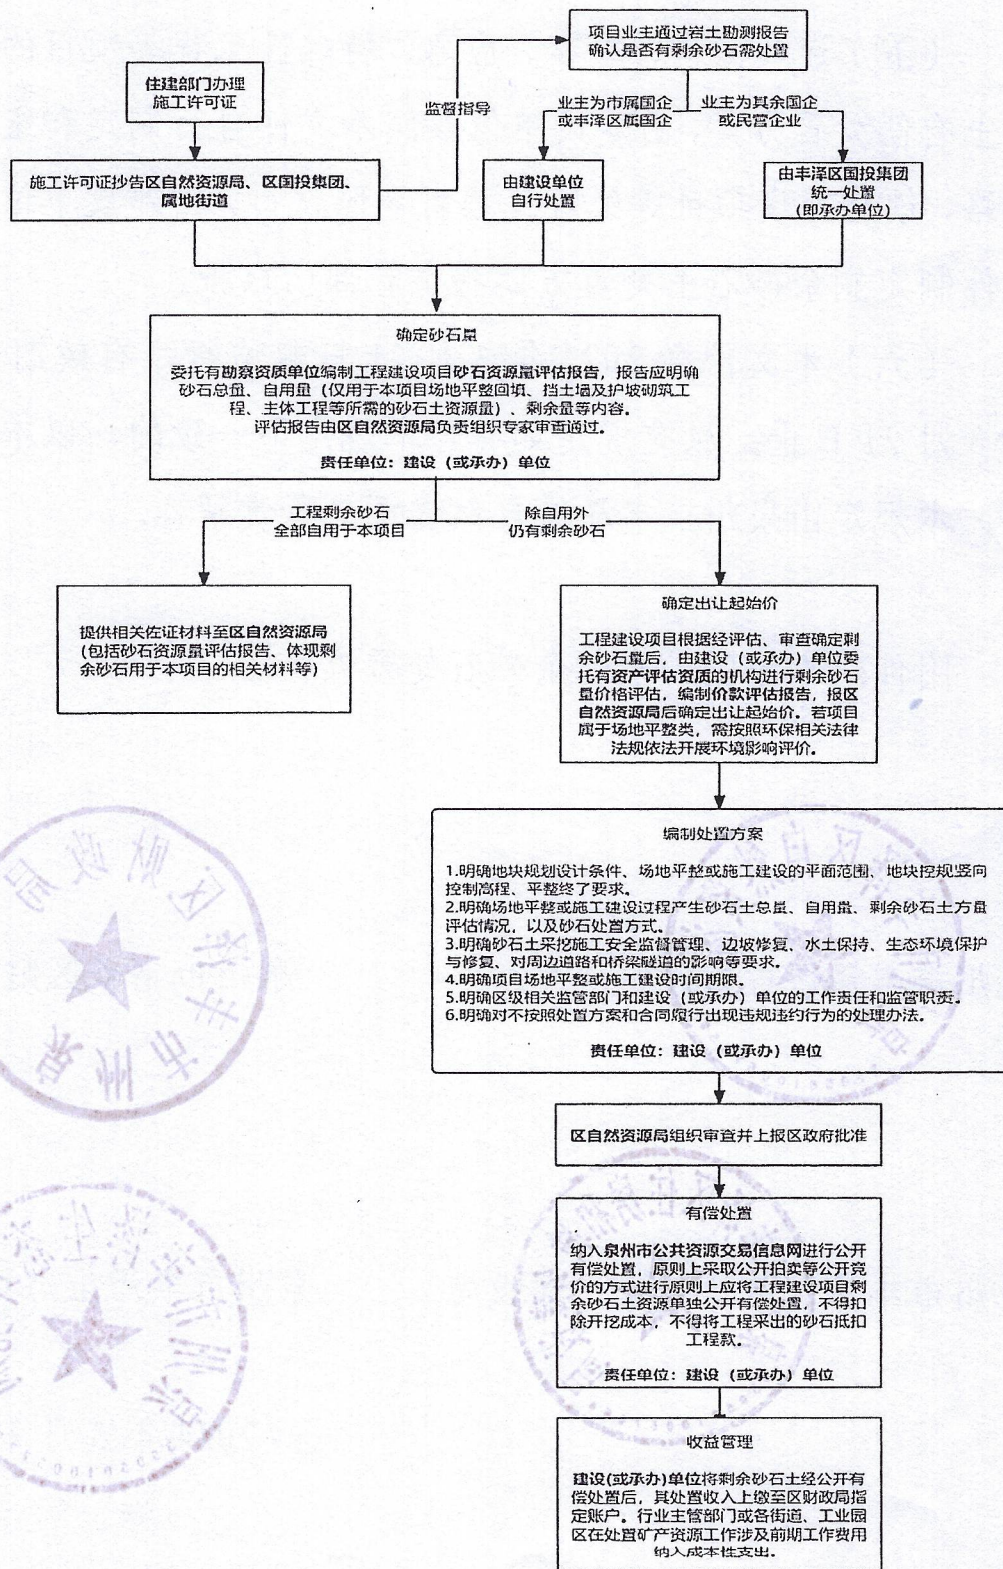 项目业主通过岩土勘测报告
确认是否有剩余砂石需处置
住建部门办理
施工许可证
监督指导
业主为市属国企
或丰泽区属国企
业主为其余国企
或民营企业
施工许可证抄告区自然资源局、区国投集团、
属地街道
由建设单位
自行处置
由丰泽区国投集团
统一处置
(即承办单位)
确定砂石量
委托有勘察资质单位编制工程建设项目砂石资源量评估报告，报告应明确
砂石总量、自用量（仅用于本项目场地平整回填、挡土墙及护坡砌筑工
程、主体工程等所需的砂石土资源量）、剩余量等内容。
评估报告由区自然资源局负责组织专家审查通过。
责任单位：建设（或承办）单位
工程剩余砂石
全部自用于本项目
除自用外
仍有剩余砂石
提供相关佐证材料至区自然资源局
(包括砂石资源量评估报告、体现剩
余砂石用于本项目的相关材料等)
确定出让起始价
工程建设项目根据经评估、审查确定剩
余砂石量后，由建设（或承办）单位委
托有资产评估资质的机构进行剩余砂石
量价格评估，编制价款评估报告，报区
自然资源局后确定出让起始价。若项目
属于场地平整类，需按照环保相关法律
法规依法开展环境影响评价。
编制处置方案
1.明确地块规划设计条件、场地平整或施工建设的平面范围、地块控规竖向
控制高程、平整终了要求。
2.明确场地平整或施工建设过程产生砂石土总量、自用量、剩余砂石土方量
评估情况，以及砂石处置方式。
3.明确砂石土采挖施工安全监督管理、边坡修复、水土保持、生态环境保护
与修复、对周边道路和桥梁隧道的影响等要求。
4.明确项目场地平整或施工建设时间期限。
5.明确区级相关监管部门和建设（或承办）单位的工作责任和监管职责。
6.明确对不按照处置方案和合同履行出现违规违约行为的处理办法。
责任单位：建设（或承办）单位
区自然资源局组织审查并上报区政府批准
有偿处置
纳入泉州市公共资源交易信息网进行公开
有偿处置，原则上采取公开拍卖等公开竞
价的方式进行原则上应将工程建设项目剩
余砂石土资源单独公开有偿处置，不得扣
除开挖成本，不得将工程采出的砂石抵扣
工程款。
责任单位：建设（或承办）单位
收益管理
建设(或承办)单位将剩余砂石土经公开有
偿处置后，其处置收入上缴至区财政局指
定账户。行业主管部门或各街道、工业园
区在处置矿产资源工作涉及前期工作费用
纳入成本性支出。